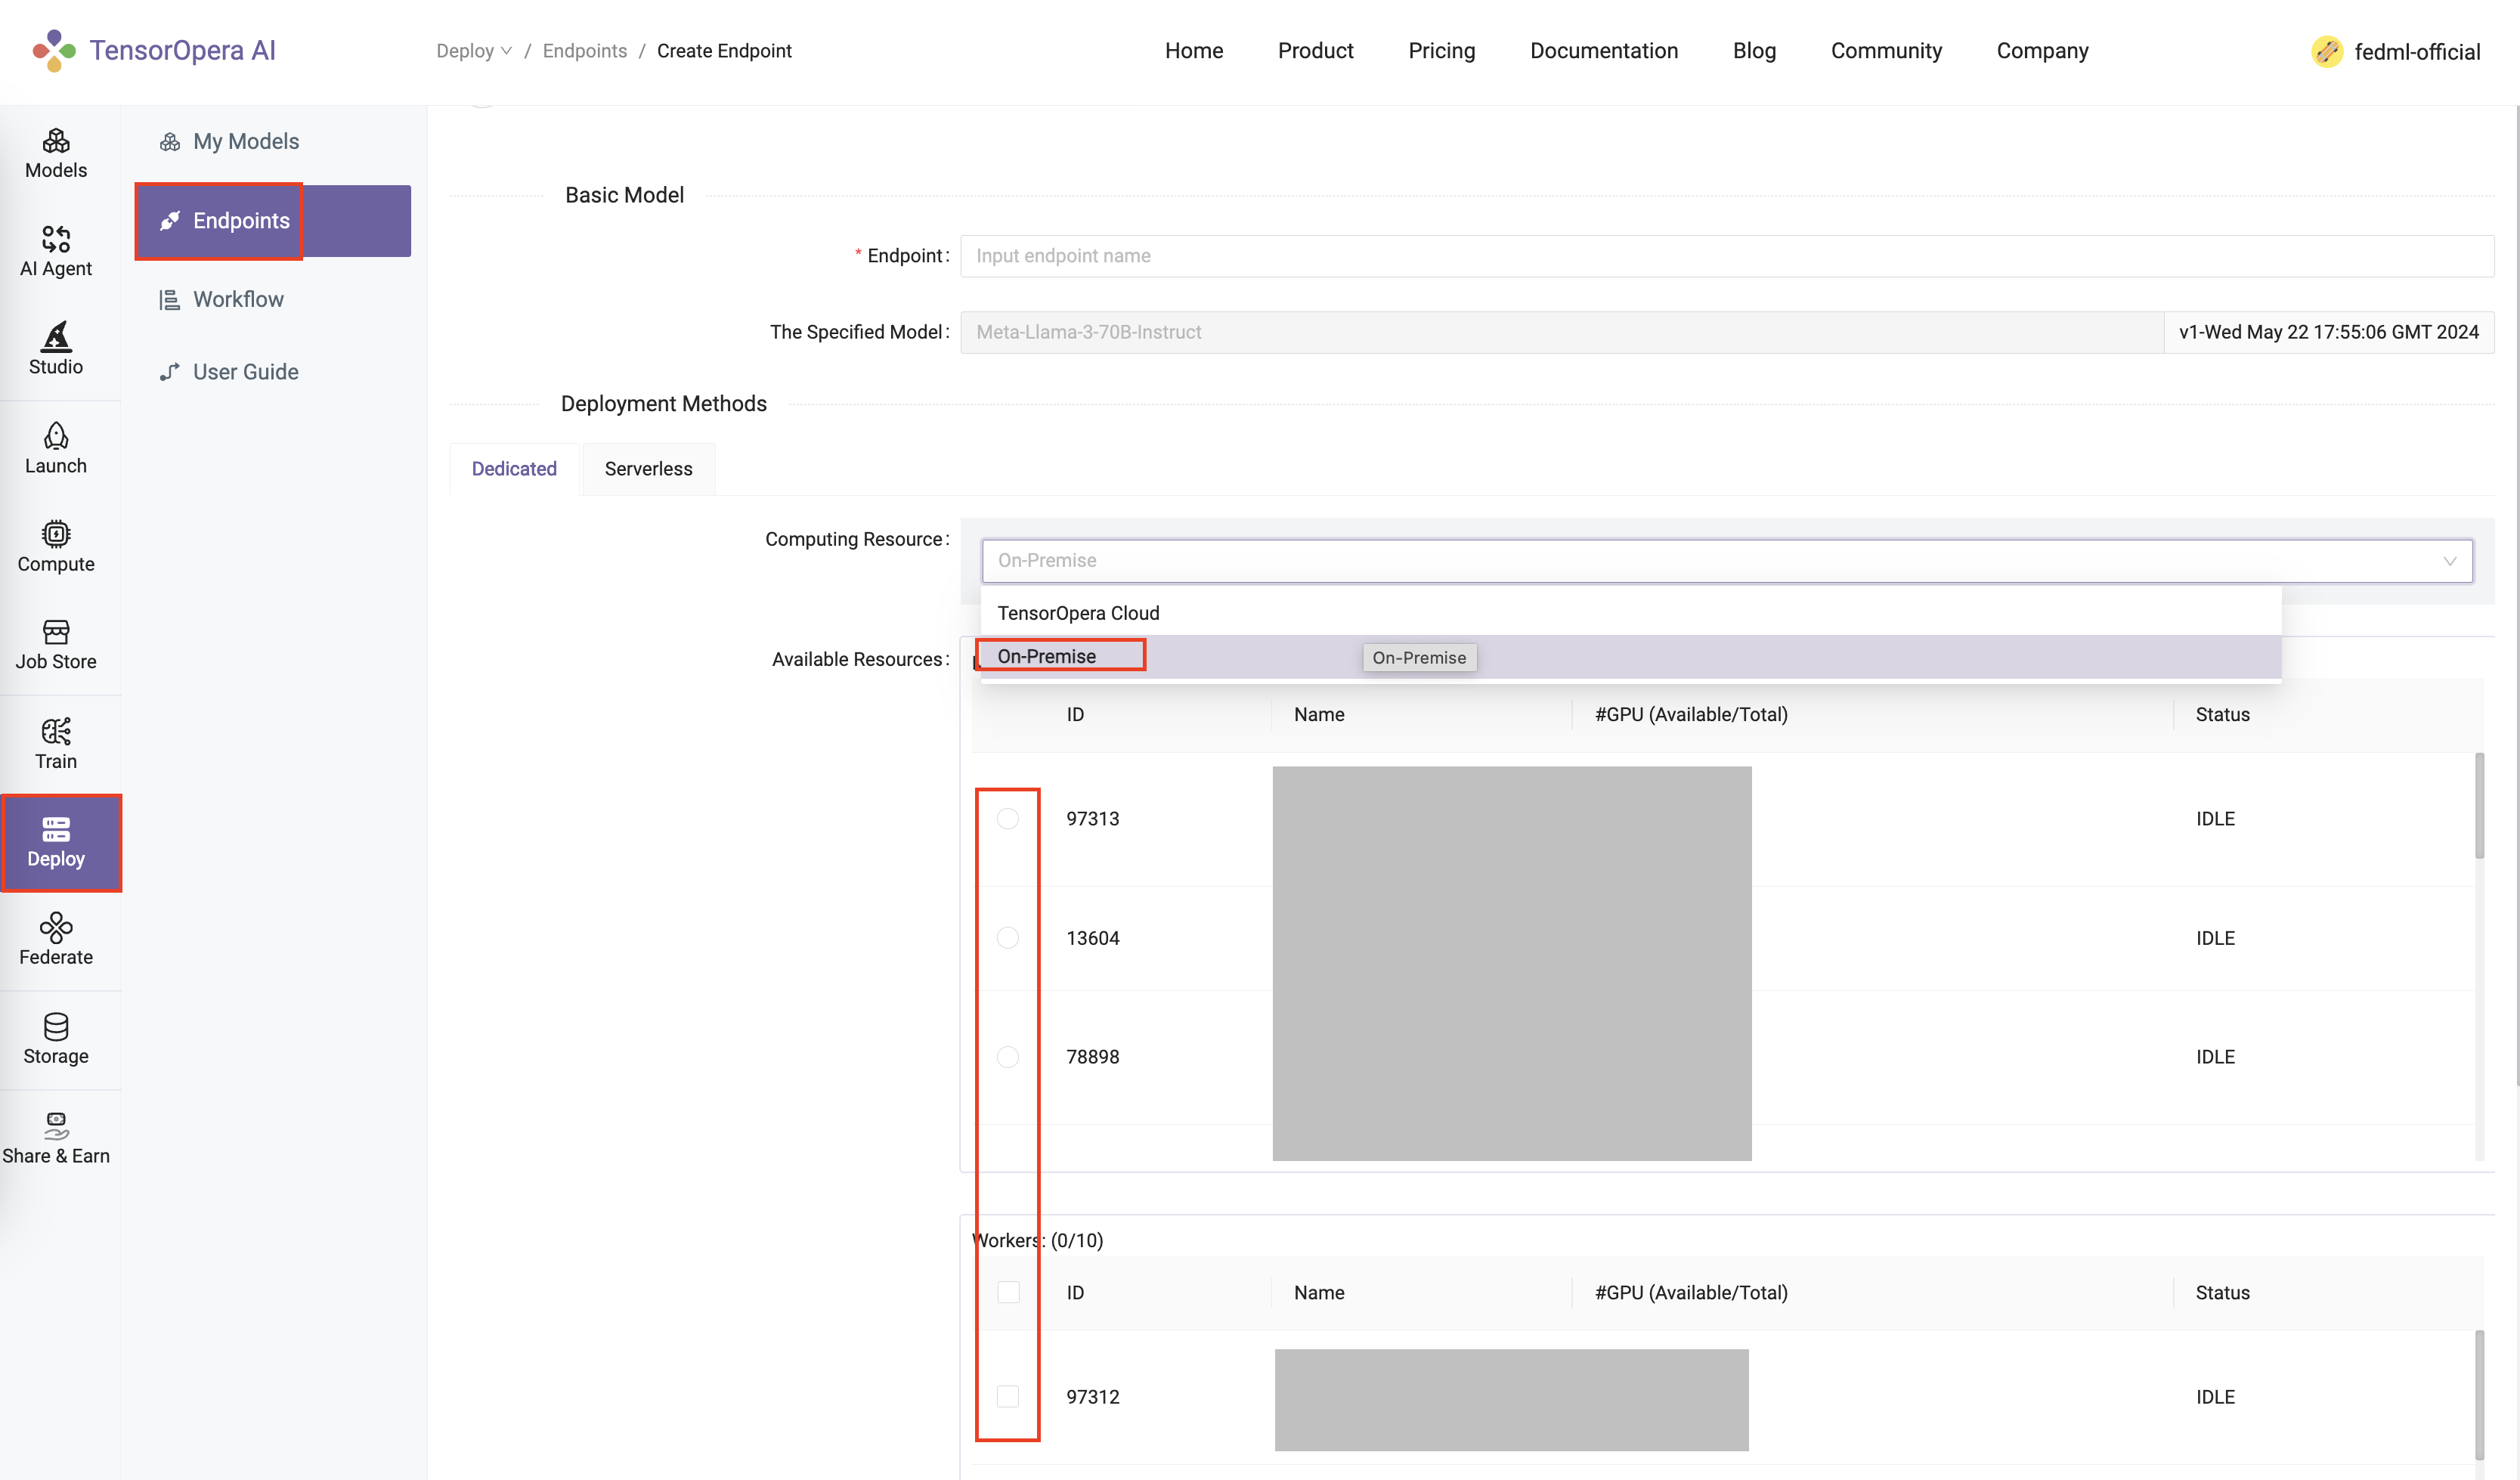 TensorOpera AI
Deploy / Endpoints / Create Endpoint
Home Product Pricing Documentation Blog Community Company
fedml-official
Models
AI Agent
Studio
Launch
Compute
Job Store
Train
Deploy
Federate
Storage
Share & Earn
My Models
Endpoints
Workflow
User Guide
Basic Model
* Endpoint: Input endpoint name
The Specified Model: Meta-Llama-3-70B-Instruct v1-Wed May 22 17:55:06 GMT 2024
Deployment Methods
Dedicated Serverless
Computing Resource: On-Premise
TensorOpera Cloud
Available Resources: On-Premise On-Premise
ID Name #GPU (Available/Total) Status
97313 IDLE
13604 IDLE
78898 IDLE
Workers: (0/10)
ID Name #GPU (Available/Total) Status
97312 IDLE